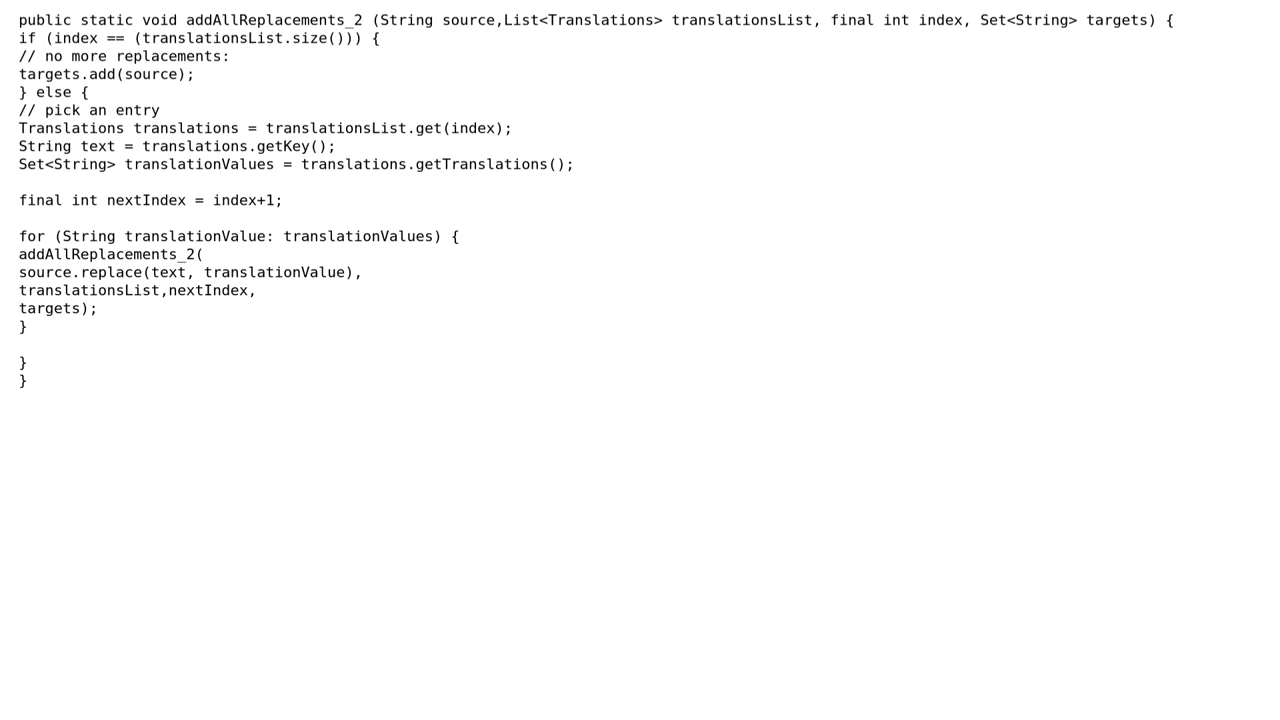 public static void addAllReplacements_2 (String source,List<Translations> translationsList, final int index, Set<String> targets) {
if (index == (translationsList.size())) {
// no more replacements:
targets.add(source);
} else {
// pick an entry
Translations translations = translationsList.get(index);
String text = translations.getKey();
Set<String> translationValues = translations.getTranslations();

final int nextIndex = index+1;

for (String translationValue: translationValues) {
addAllReplacements_2(
source.replace(text, translationValue),
translationsList,nextIndex,
targets);
}

}
}